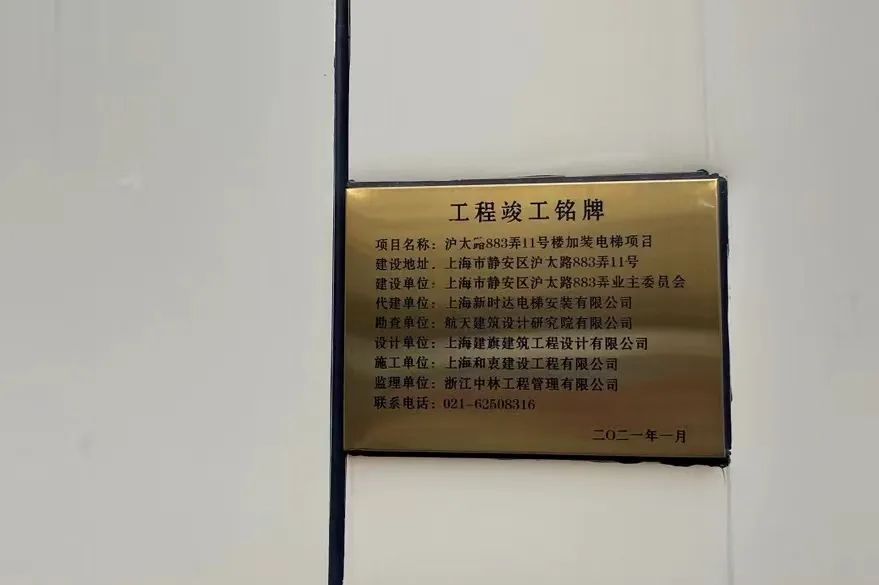 工程竣工铭牌
项目名称：沪太路883弄11号楼加装电梯项目
建设地址：上海市静安区沪太路883弄11号
建设单位：上海市静安区沪太路883弄业主委员会
代建单位：上海新时达电梯安装有限公司
勘查单位：航天建筑设计研究院有限公司
设计单位：上海建旗建筑工程设计有限公司
施工单位：上海和衷建设工程有限公司
监理单位：浙江中林工程管理有限公司
联系电话：021-62508316
二〇二一年一月